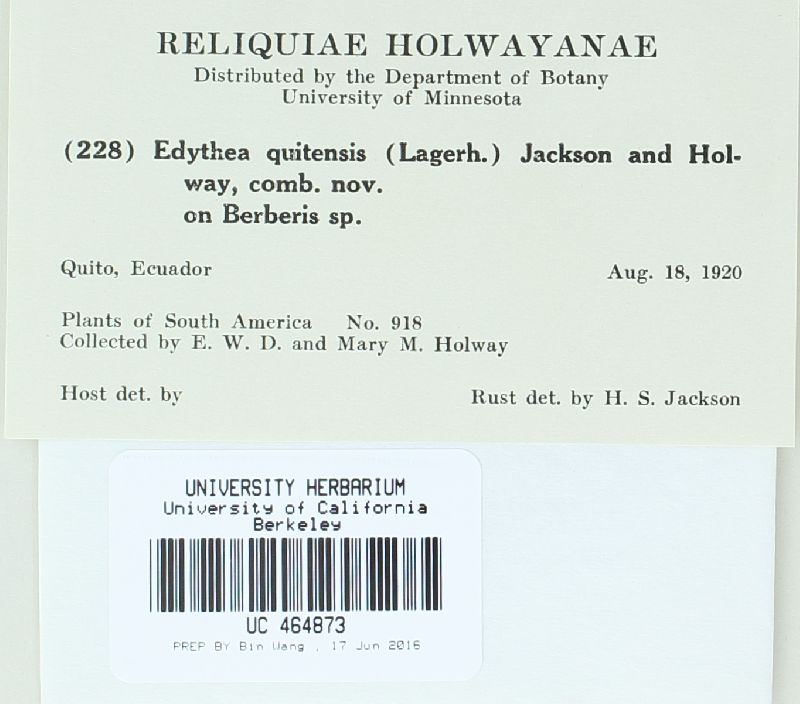 RELIQUIAE HOLWAYANAE
Distributed by the Department of Botany
University of Minnesota
(228) Edythea quitensis (Lagerh.) Jackson and Hol-
way, comb. nov.
on Berberis sp.
Quito, Ecuador Aug. 18, 1920
Plants of South America No. 918
Collected by E. W. D. and Mary M. Holway
Host det. by Rust det. by H. S. Jackson
UNIVERSITY HERBARIUM
University of California
Berkeley
UC 464873
PREP BY Bin Wang , 17 Jun 2016